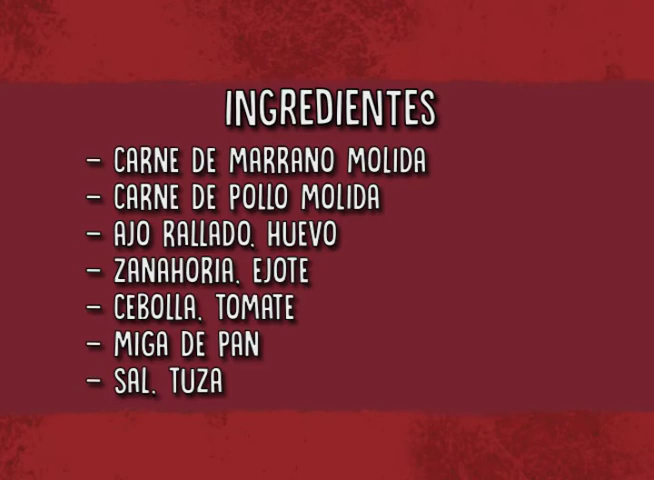 INGREDIENTES
- CARNE DE MARRANO MOLIDA
- CARNE DE POLLO MOLIDA
- AJO RALLADO, HUEVO
- ZANAHORIA, EJOTE
- CEBOLLA, TOMATE
- MIGA DE PAN
- SAL, TUZA